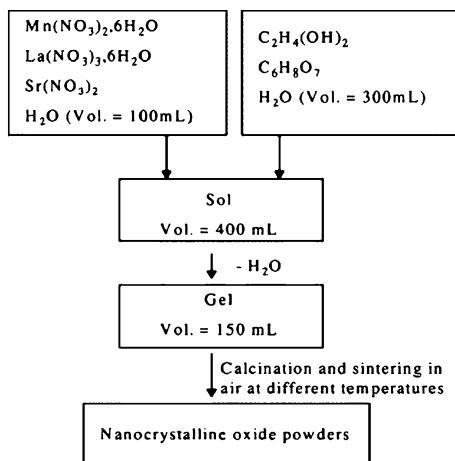 Mn(NO₃)₂.6H₂O
La(NO₃)₃.6H₂O
Sr(NO₃)₂
H₂O (Vol. = 100mL)
C₂H₄(OH)₂
C₆H₈O₇
H₂O (Vol. = 300mL)
Sol
Vol. = 400 mL
- H₂O
Gel
Vol. = 150 mL
Calcination and sintering in
air at different temperatures
Nanocrystalline oxide powders